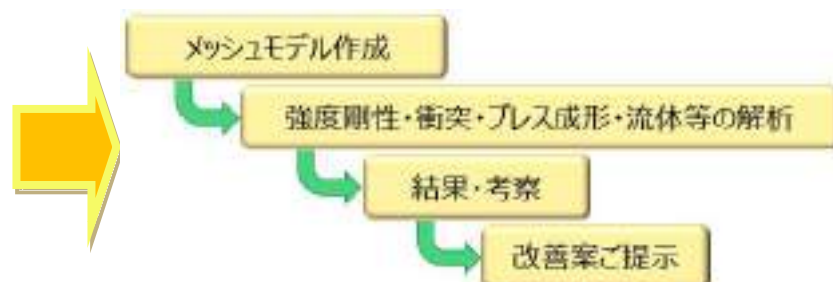 メッシュモデル作成
強度剛性・衝突・プレス成形・流体等の解析
結果・考察
改善案ご提示